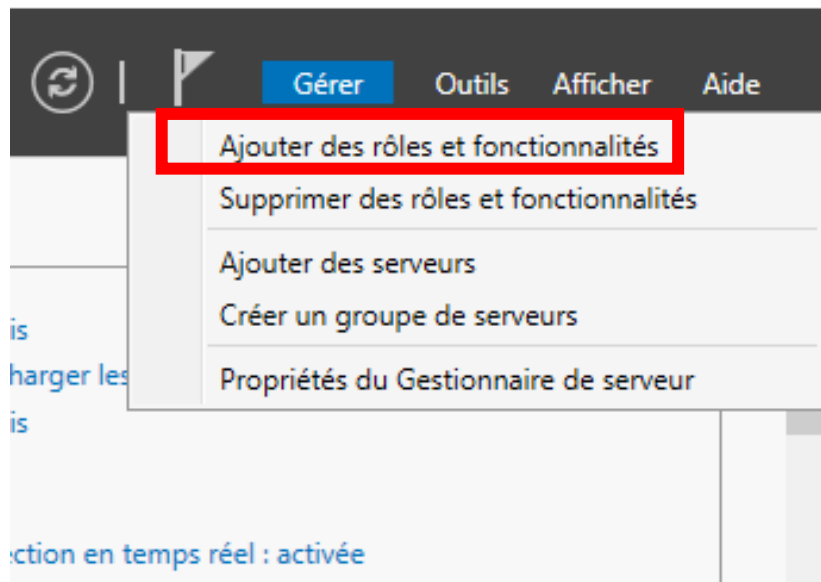 Gérer Outils Afficher Aide
Ajouter des rôles et fonctionnalités
Supprimer des rôles et fonctionnalités
Ajouter des serveurs
Créer un groupe de serveurs
is
harger les
Propriétés du Gestionnaire de serveur
is
ction en temps réel : activée